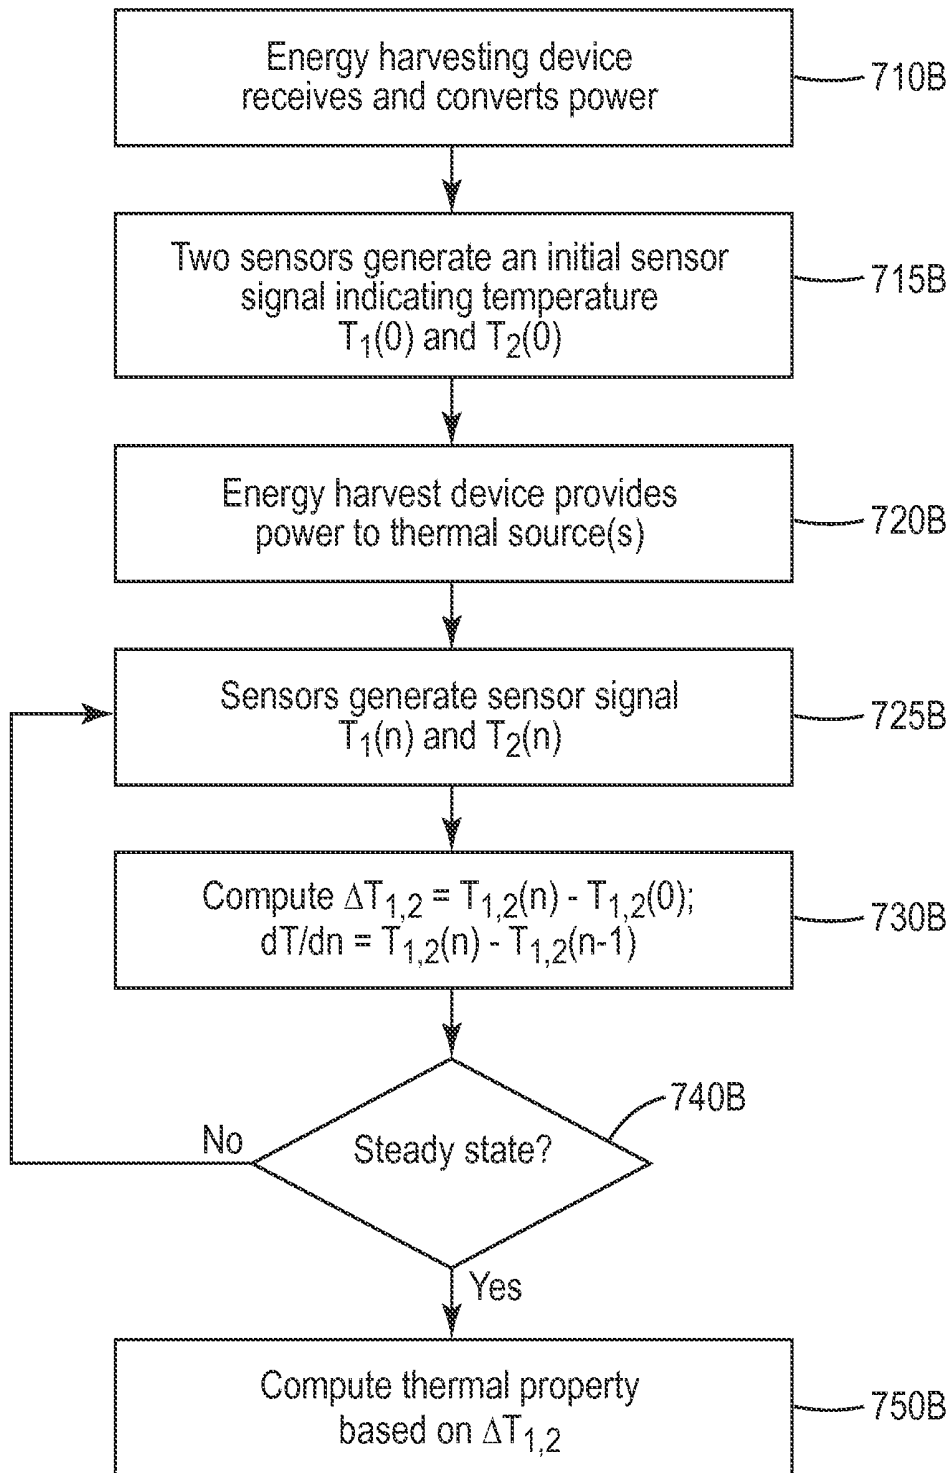 Energy harvesting device
receives and converts power
710B
Two sensors generate an initial sensor
signal indicating temperature
T₁(0) and T₂(0)
715B
Energy harvest device provides
power to thermal source(s)
720B
Sensors generate sensor signal
T₁(n) and T₂(n)
725B
Compute ΔT₁,₂ = T₁,₂(n) - T₁,₂(0);
dT/dn = T₁,₂(n) - T₁,₂(n-1)
730B
740B
No
Steady state?
Yes
Compute thermal property
based on ΔT₁,₂
750B